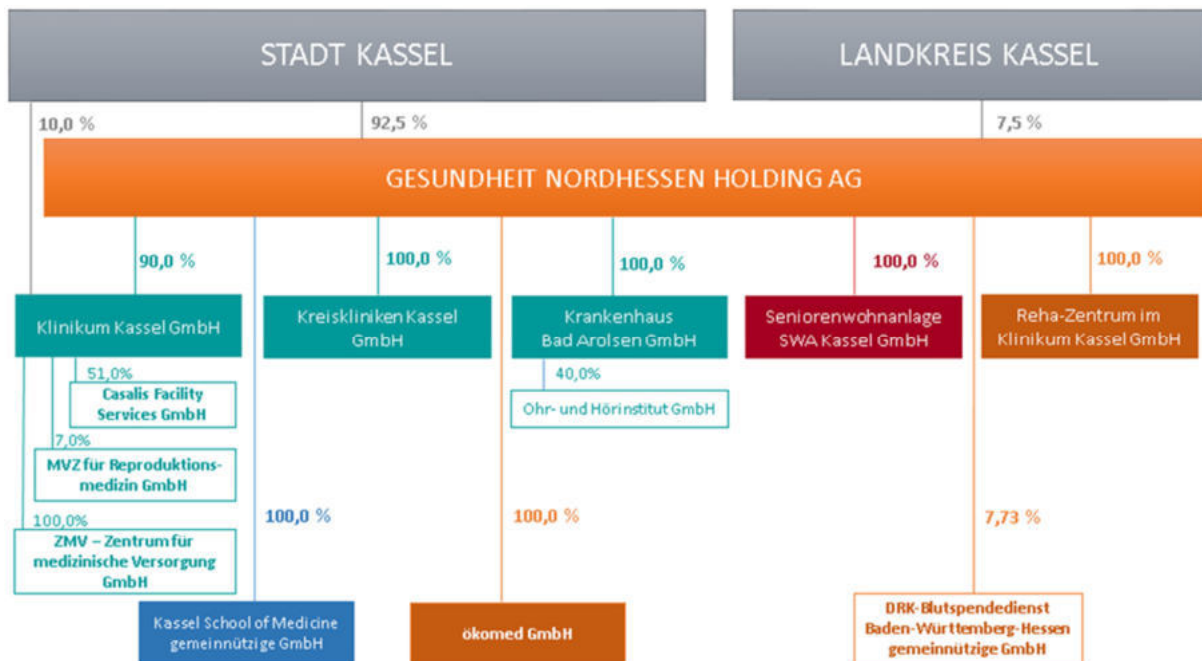 STADT KASSEL
LANDKREIS KASSEL
10,0 %
92,5 %
7,5 %
GESUNDHEIT NORDHESSEN HOLDING AG
90,0 %
100,0 %
100,0 %
100,0 %
100,0 %
Klinikum Kassel GmbH
Kreiskliniken Kassel
GmbH
Krankenhaus
Bad Arolsen GmbH
Seniorenwohnanlage
SWA Kassel GmbH
Reha-Zentrum im
Klinikum Kassel GmbH
51,0%
Casalis Facility
Services GmbH
40,0%
Ohr- und Hörinstitut GmbH
7,0%
MVZ für Reproduktions-
medizin GmbH
100,0%
ZMV – Zentrum für
medizinische Versorgung
GmbH
100,0 %
100,0 %
7,73 %
Kassel School of Medicine
gemeinnützige GmbH
ökomed GmbH
DRK-Blutspendedienst
Baden-Württemberg-Hessen
gemeinnützige GmbH